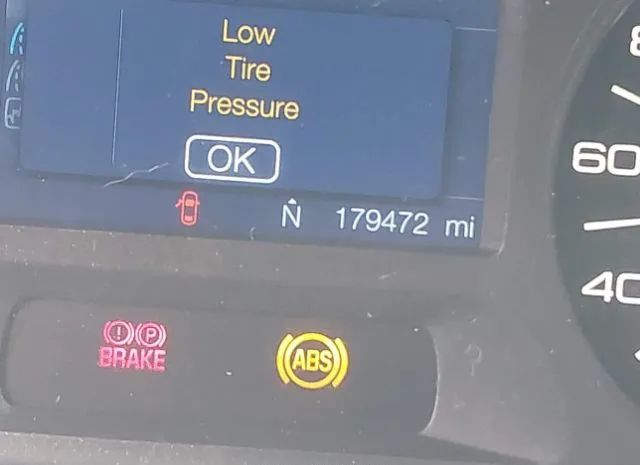 Low
Tire
Pressure
OK
N 179472 mi
60
40
! P
BRAKE
ABS